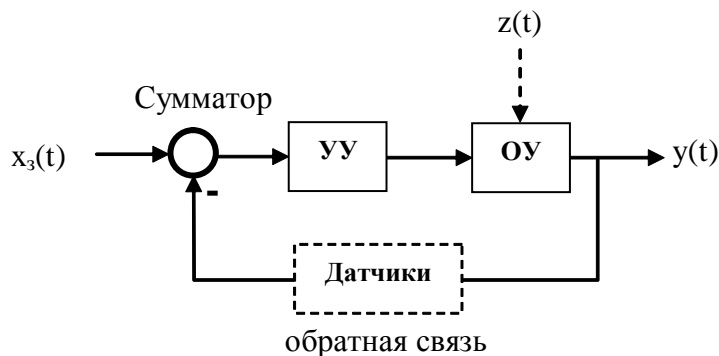 z(t)
Сумматор
xз(t)
УУ
ОУ
y(t)
-
Датчики
обратная связь